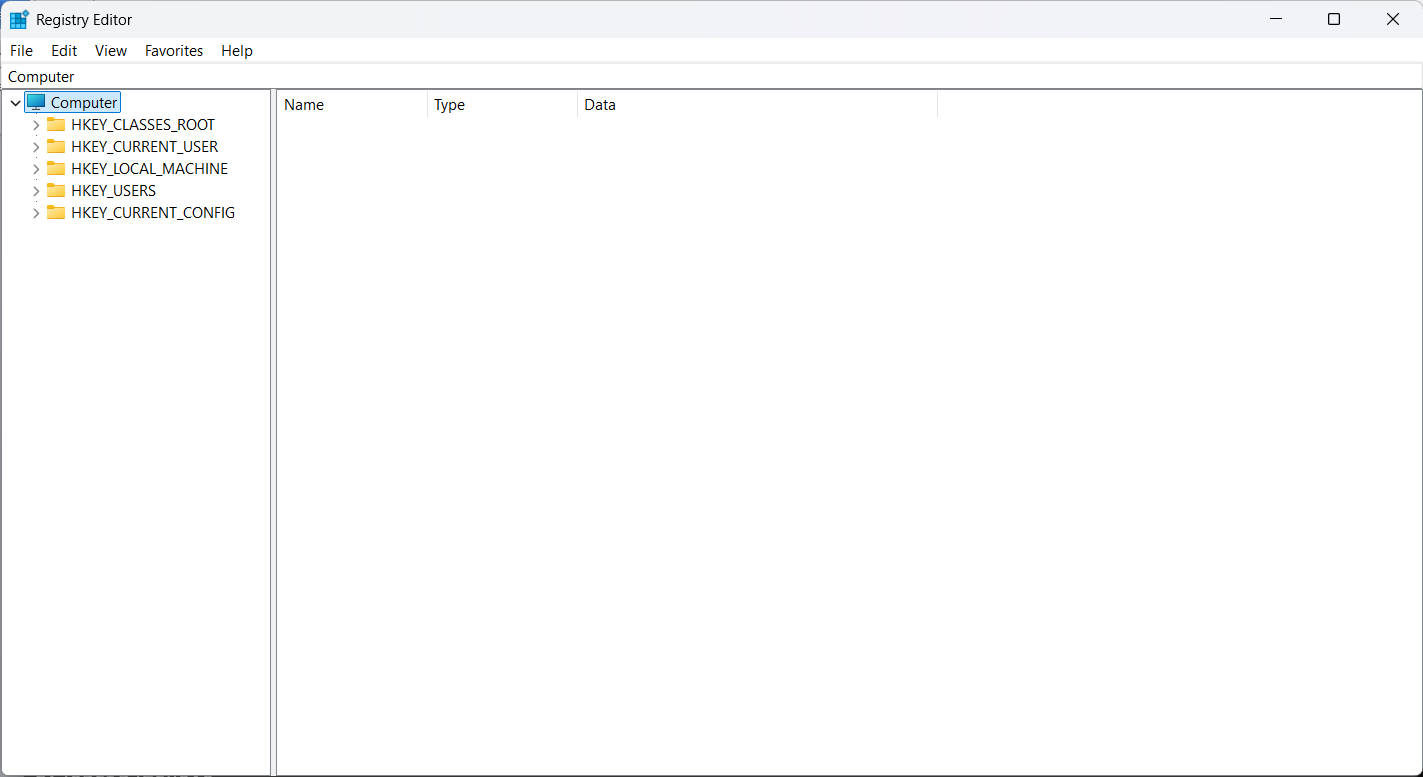 Registry Editor
File Edit View Favorites Help
Computer
Computer
HKEY_CLASSES_ROOT
HKEY_CURRENT_USER
HKEY_LOCAL_MACHINE
HKEY_USERS
HKEY_CURRENT_CONFIG
Name Type Data